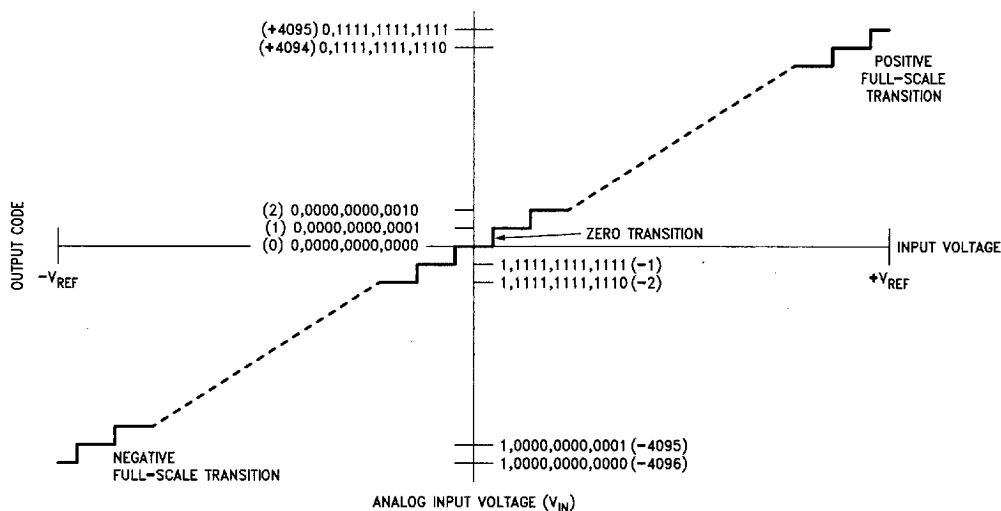 (+4095) 0,1111,1111,1111
(+4094) 0,1111,1111,1110
POSITIVE
FULL-SCALE
TRANSITION
OUTPUT CODE
(2) 0,0000,0000,0010
(1) 0,0000,0000,0001
(0) 0,0000,0000,0000
ZERO TRANSITION
INPUT VOLTAGE
-VREF
+VREF
1,1111,1111,1111 (-1)
1,1111,1111,1110 (-2)
NEGATIVE
FULL-SCALE TRANSITION
1,0000,0000,0001 (-4095)
1,0000,0000,0000 (-4096)
ANALOG INPUT VOLTAGE (VIN)